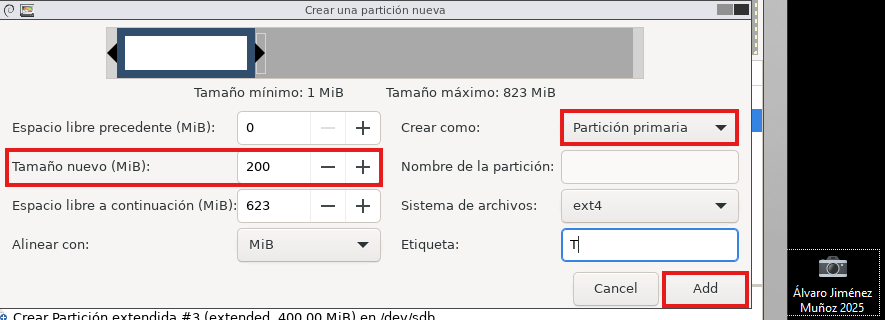 Crear una partición nueva
Tamaño mínimo: 1 MiB Tamaño máximo: 823 MiB
Espacio libre precedente (MiB): 0 Crear como: Partición primaria
Tamaño nuevo (MiB): 200 Nombre de la partición:
Espacio libre a continuación (MiB): 623 Sistema de archivos: ext4
Alinear con: MiB Etiqueta: T
Cancel Add
Álvaro Jiménez
Muñoz 2025
Crear Partición extendida #3 (extended, 400.00 MiB) en /dev/sdb